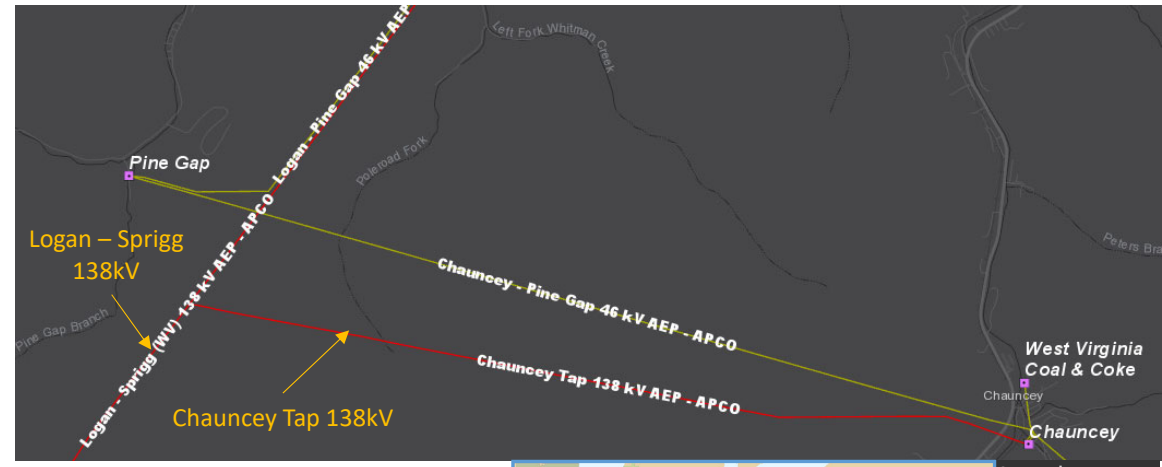 Left Fork Whitman Creek
Logan - Pine Gap 46 kV AEP
Pine Gap
Poleroad Fork
Logan – Sprigg
138kV
Logan - Sprigg (WV) 138 kV AEP - APCO
Peters Bra
Chauncey - Pine Gap 46 kV AEP - APCO
Pine Gap Branch
West Virginia
Coal & Coke
Chauncey
Chauncey Tap 138 kV AEP - APCO
Chauncey Tap 138kV
Chauncey